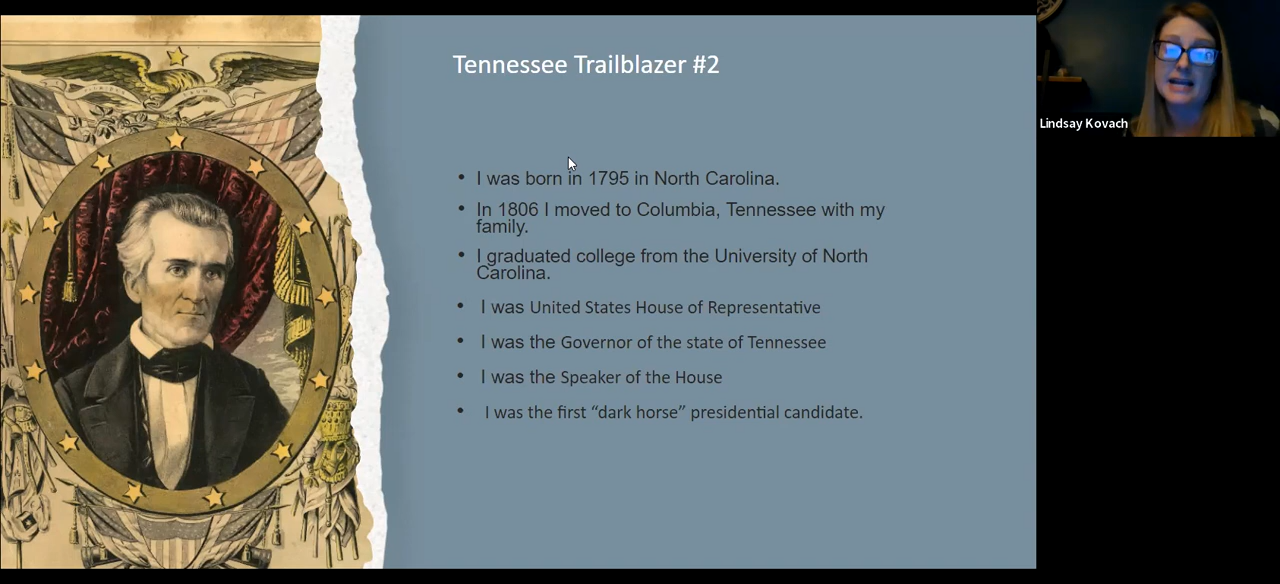 Tennessee Trailblazer #2
• I was born in 1795 in North Carolina.
• In 1806 I moved to Columbia, Tennessee with my
family.
• I graduated college from the University of North
Carolina.
• I was United States House of Representative
• I was the Governor of the state of Tennessee
• I was the Speaker of the House
• I was the first “dark horse” presidential candidate.
Lindsay Kovach